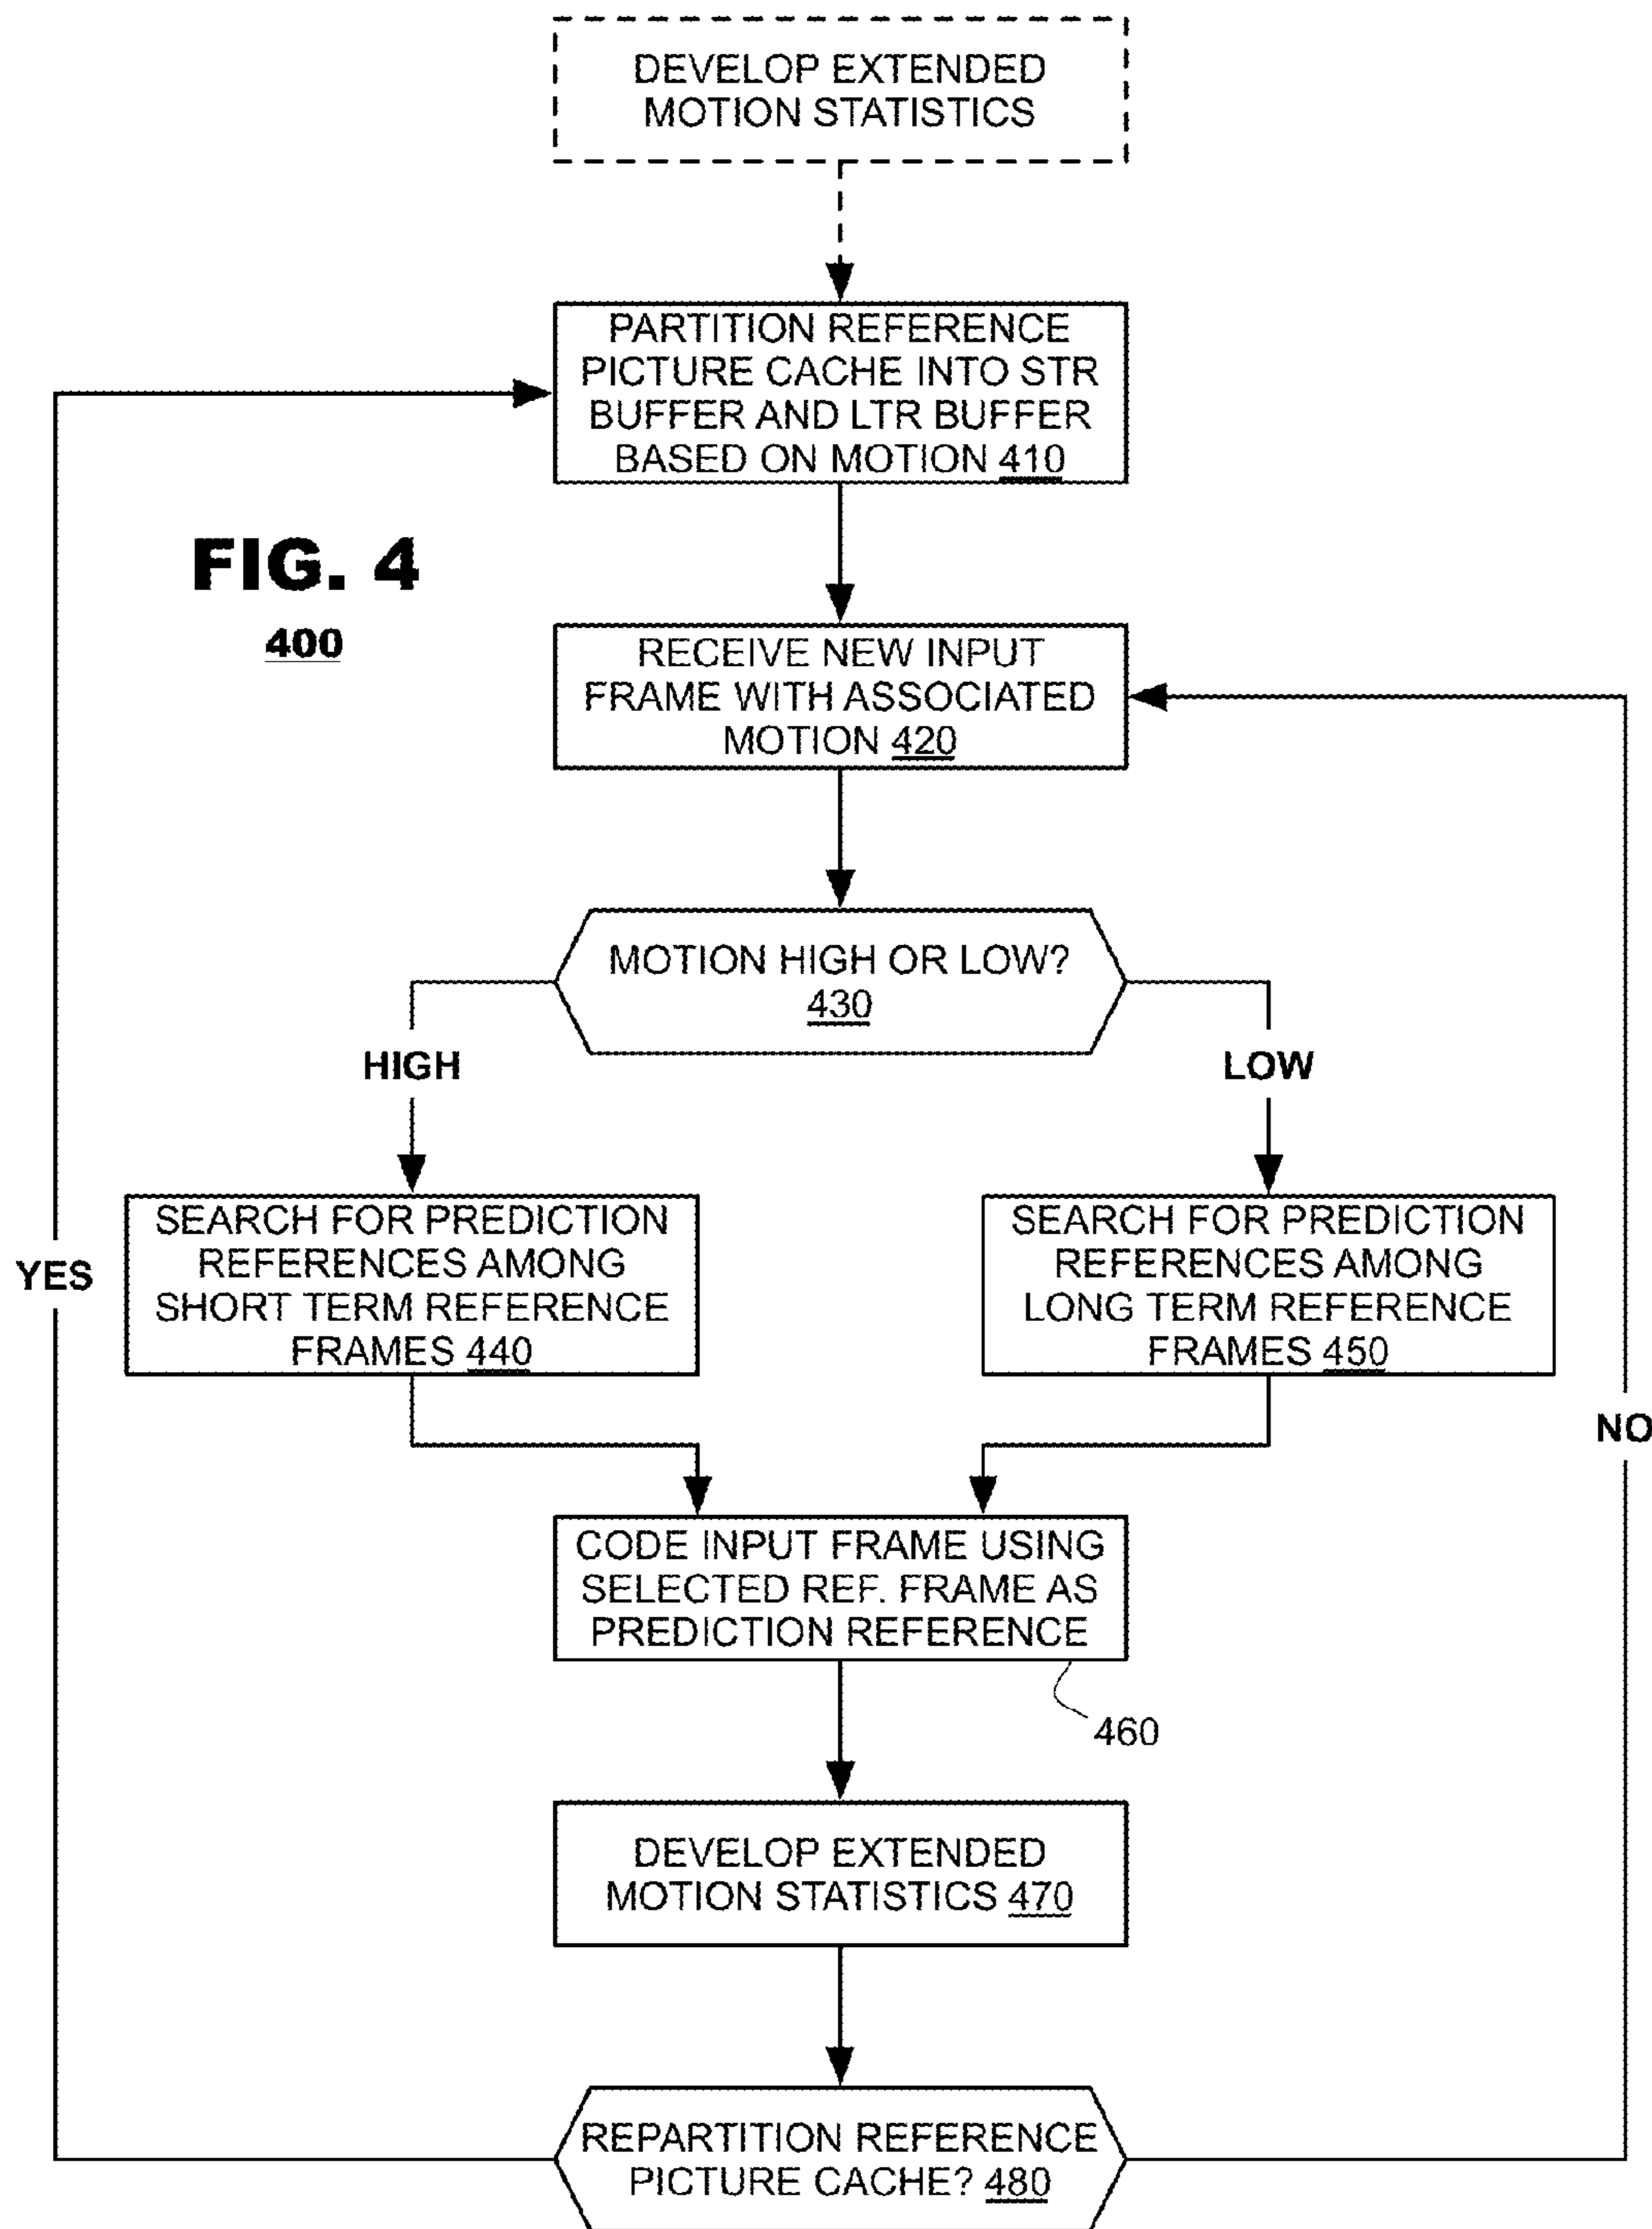 DEVELOP EXTENDED
MOTION STATISTICS
PARTITION REFERENCE
PICTURE CACHE INTO STR
BUFFER AND LTR BUFFER
BASED ON MOTION 410
FIG. 4
400
RECEIVE NEW INPUT
FRAME WITH ASSOCIATED
MOTION 420
MOTION HIGH OR LOW?
430
HIGH
LOW
SEARCH FOR PREDICTION
REFERENCES AMONG
SHORT TERM REFERENCE
FRAMES 440
SEARCH FOR PREDICTION
REFERENCES AMONG
LONG TERM REFERENCE
FRAMES 450
YES
NO
CODE INPUT FRAME USING
SELECTED REF. FRAME AS
PREDICTION REFERENCE
460
DEVELOP EXTENDED
MOTION STATISTICS 470
REPARTITION REFERENCE
PICTURE CACHE? 480